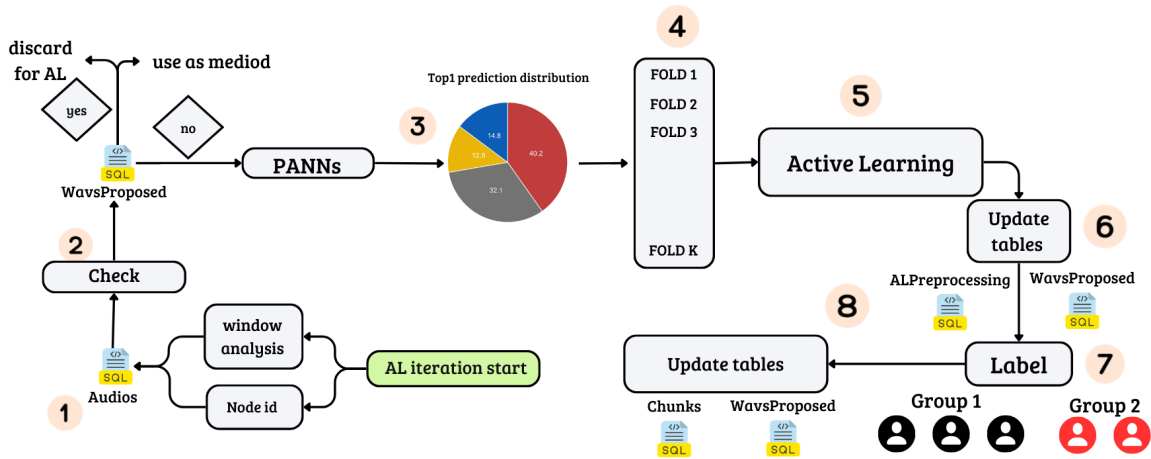 discard
for AL
use as mediod
yes
no
</>
SQL
WavsProposed
PANNs
2
Check
</>
SQL
Audios
1
window
analysis
Node id
AL iteration start
3
Top1 prediction distribution
14.8
40.2
12.9
32.1
4
FOLD 1
FOLD 2
FOLD 3
FOLD K
5
Active Learning
Update
tables
6
ALPreprocessing
</>
SQL
WavsProposed
</>
SQL
Label
7
Group 1
Group 2
8
Update tables
Chunks
</>
SQL
WavsProposed
</>
SQL